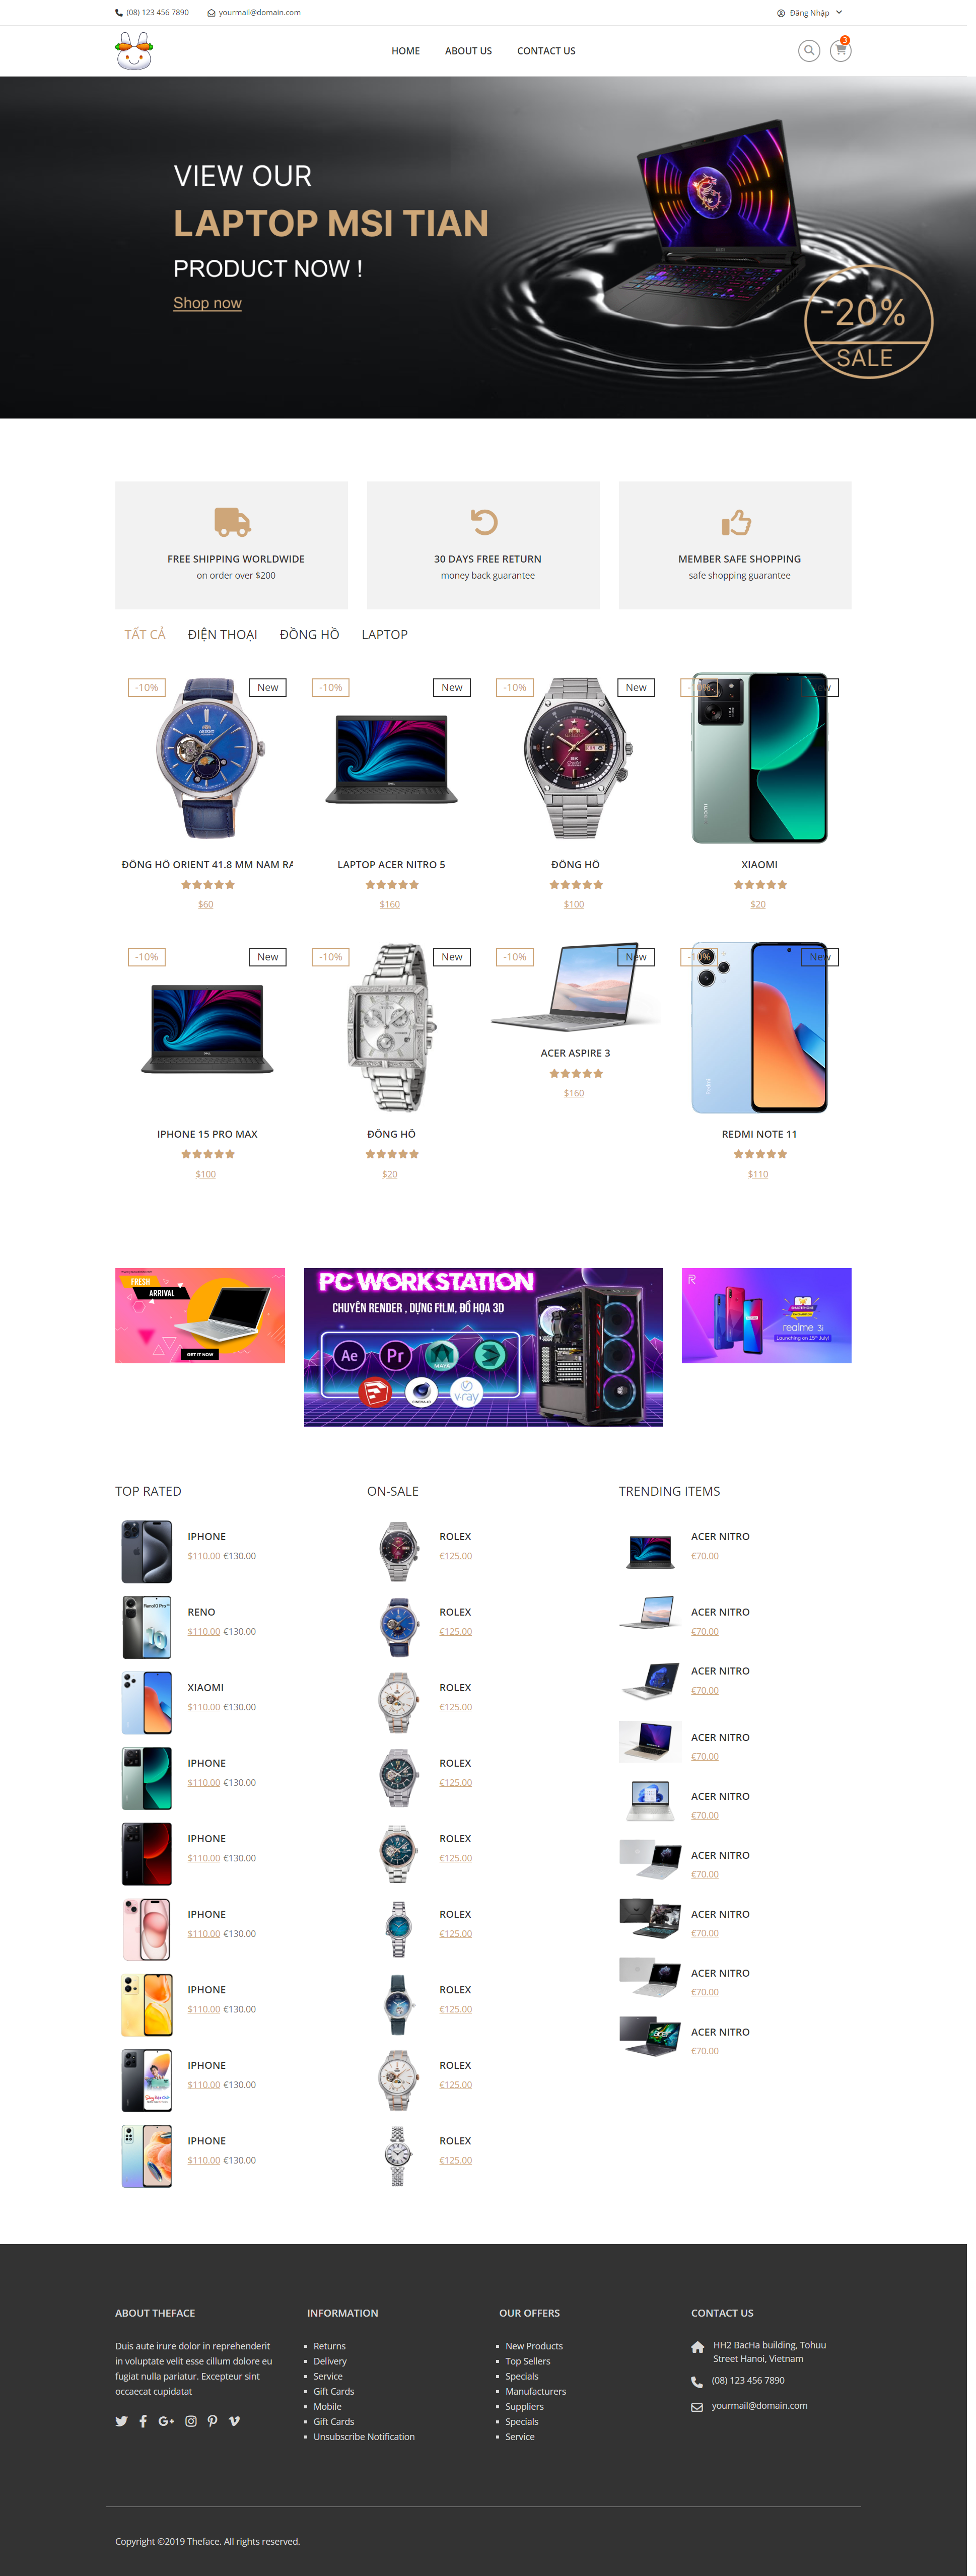 (08) 123 456 7890
yourmail@domain.com
Đăng Nhập
HOME
ABOUT US
CONTACT US
3
VIEW OUR
LAPTOP MSI TIAN
PRODUCT NOW !
Shop now
-20%
SALE
FREE SHIPPING WORLDWIDE
on order over $200
30 DAYS FREE RETURN
money back guarantee
MEMBER SAFE SHOPPING
safe shopping guarantee
TẤT CẢ
ĐIỆN THOẠI
ĐỒNG HỒ
LAPTOP
-10%
New
-10%
New
-10%
New
-10%
New
ĐỒNG HỒ ORIENT 41.8 MM NAM RA
$60
LAPTOP ACER NITRO 5
$160
ĐỒNG HỒ
$100
XIAOMI
$20
-10%
New
-10%
New
-10%
New
-10%
New
IPHONE 15 PRO MAX
$100
ĐỒNG HỒ
$20
ACER ASPIRE 3
$160
REDMI NOTE 11
$110
FRESH
ARRIVAL
GET IT NOW
PC WORKSTATION
CHUYÊN RENDER , DỰNG FILM, ĐỒ HỌA 3D
Ae
Pr
MAYA
CINEMA 4D
v-ray
realme 3i
Launching on 15th July!
TOP RATED
IPHONE
$110.00 €130.00
RENO
$110.00 €130.00
XIAOMI
$110.00 €130.00
IPHONE
$110.00 €130.00
IPHONE
$110.00 €130.00
IPHONE
$110.00 €130.00
IPHONE
$110.00 €130.00
IPHONE
$110.00 €130.00
IPHONE
$110.00 €130.00
ON-SALE
ROLEX
€125.00
ROLEX
€125.00
ROLEX
€125.00
ROLEX
€125.00
ROLEX
€125.00
ROLEX
€125.00
ROLEX
€125.00
ROLEX
€125.00
ROLEX
€125.00
TRENDING ITEMS
ACER NITRO
€70.00
ACER NITRO
€70.00
ACER NITRO
€70.00
ACER NITRO
€70.00
ACER NITRO
€70.00
ACER NITRO
€70.00
ACER NITRO
€70.00
ACER NITRO
€70.00
ACER NITRO
€70.00
ABOUT THEFACE
Duis aute irure dolor in reprehenderit
in voluptate velit esse cillum dolore eu
fugiat nulla pariatur. Excepteur sint
occaecat cupidatat
INFORMATION
Returns
Delivery
Service
Gift Cards
Mobile
Gift Cards
Unsubscribe Notification
OUR OFFERS
New Products
Top Sellers
Specials
Manufacturers
Suppliers
Specials
Service
CONTACT US
HH2 BacHa building, Tohuu
Street Hanoi, Vietnam
(08) 123 456 7890
yourmail@domain.com
Copyright ©2019 Theface. All rights reserved.